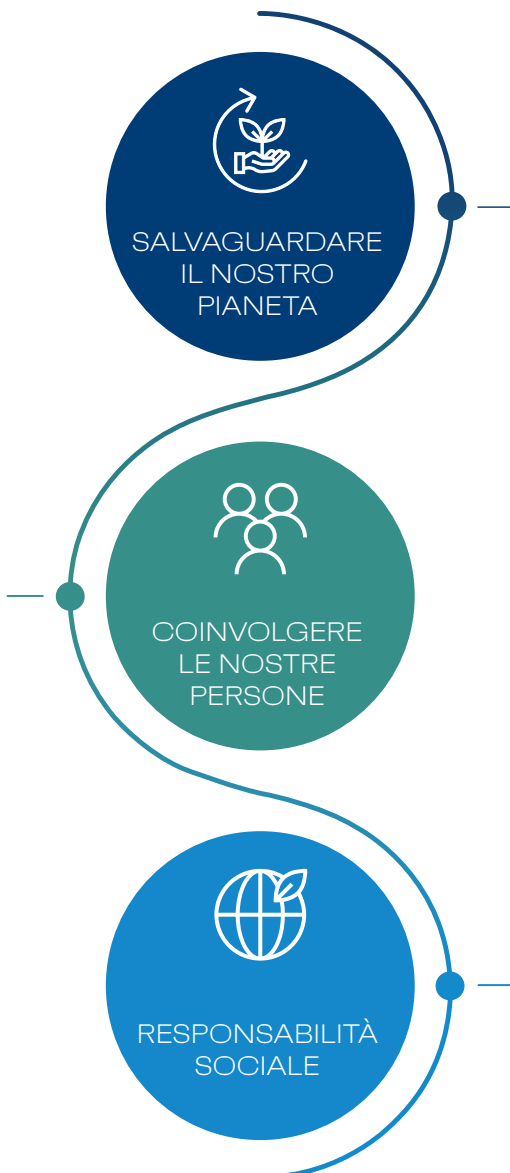 SALVAGUARDARE
IL NOSTRO
PIANETA
COINVOLGERE
LE NOSTRE
PERSONE
RESPONSABILITÀ
SOCIALE